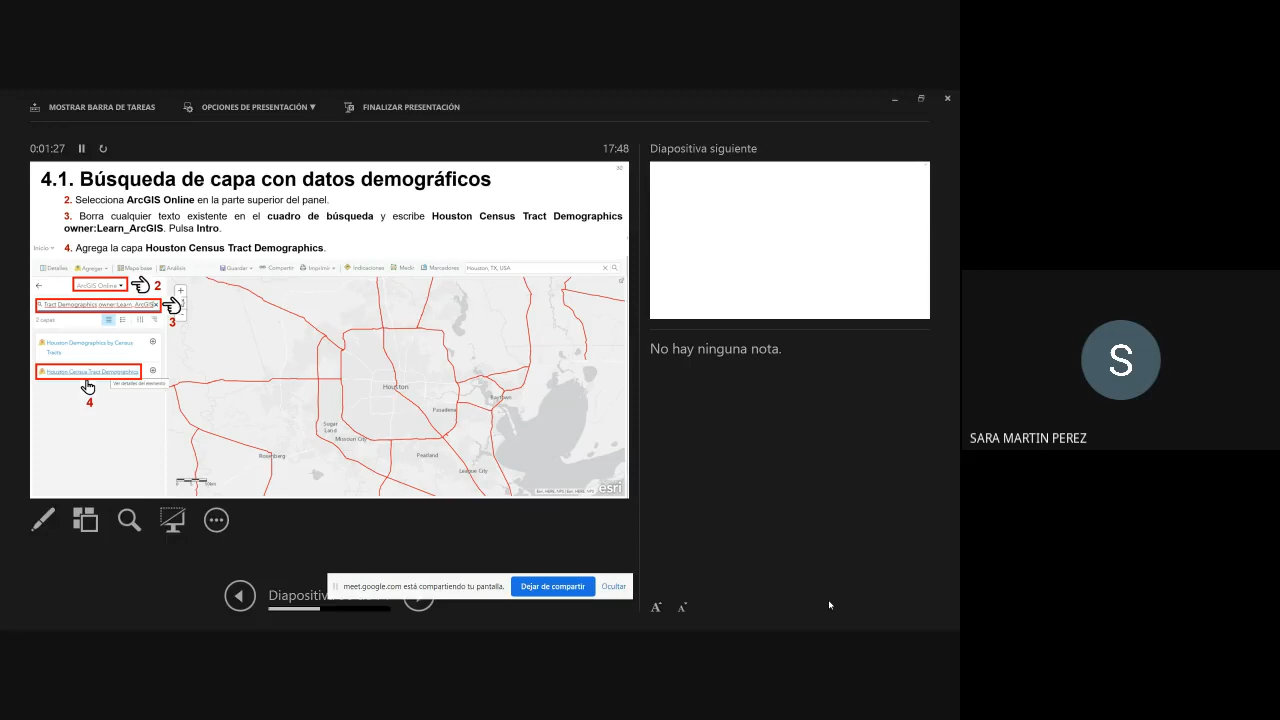 MOSTRAR BARRA DE TAREAS OPCIONES DE PRESENTACIÓN ▼ FINALIZAR PRESENTACIÓN
0:01:27 17:48
Diapositiva siguiente
30
4.1. Búsqueda de capa con datos demográficos
2. Selecciona ArcGIS Online en la parte superior del panel.
3. Borra cualquier texto existente en el cuadro de búsqueda y escribe Houston Census Tract Demographics
owner:Learn_ArcGIS. Pulsa Intro.
4. Agrega la capa Houston Census Tract Demographics.
Inicio
Detalles Agregar Mapa base Análisis Guardar Compartir Imprimir Indicaciones Medir Marcadores Houston, TX, USA
ArcGIS Online 2
Tract Demographics owner:Learn_ArcGIS
3
2 capas
Houston Demographics by Census
Tracts
Houston Census Tract Demographics
Ver detalles del elemento
4
Houston
Pasadena
Baytown
Sugar
Land
Missouri City
Rosenberg
Pearland
League City
esri
No hay ninguna nota.
SARA MARTIN PEREZ
S
meet.google.com está compartiendo tu pantalla. Dejar de compartir Ocultar
Diapositiv
A A